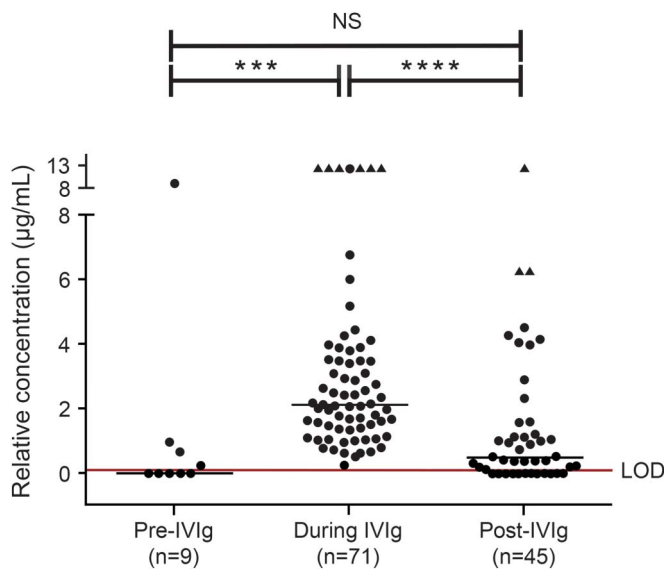 NS
*** ****
Relative concentration (µg/mL)
13
8
8
6
4
2
0
LOD
Pre-IVIg During IVIg Post-IVIg
(n=9) (n=71) (n=45)